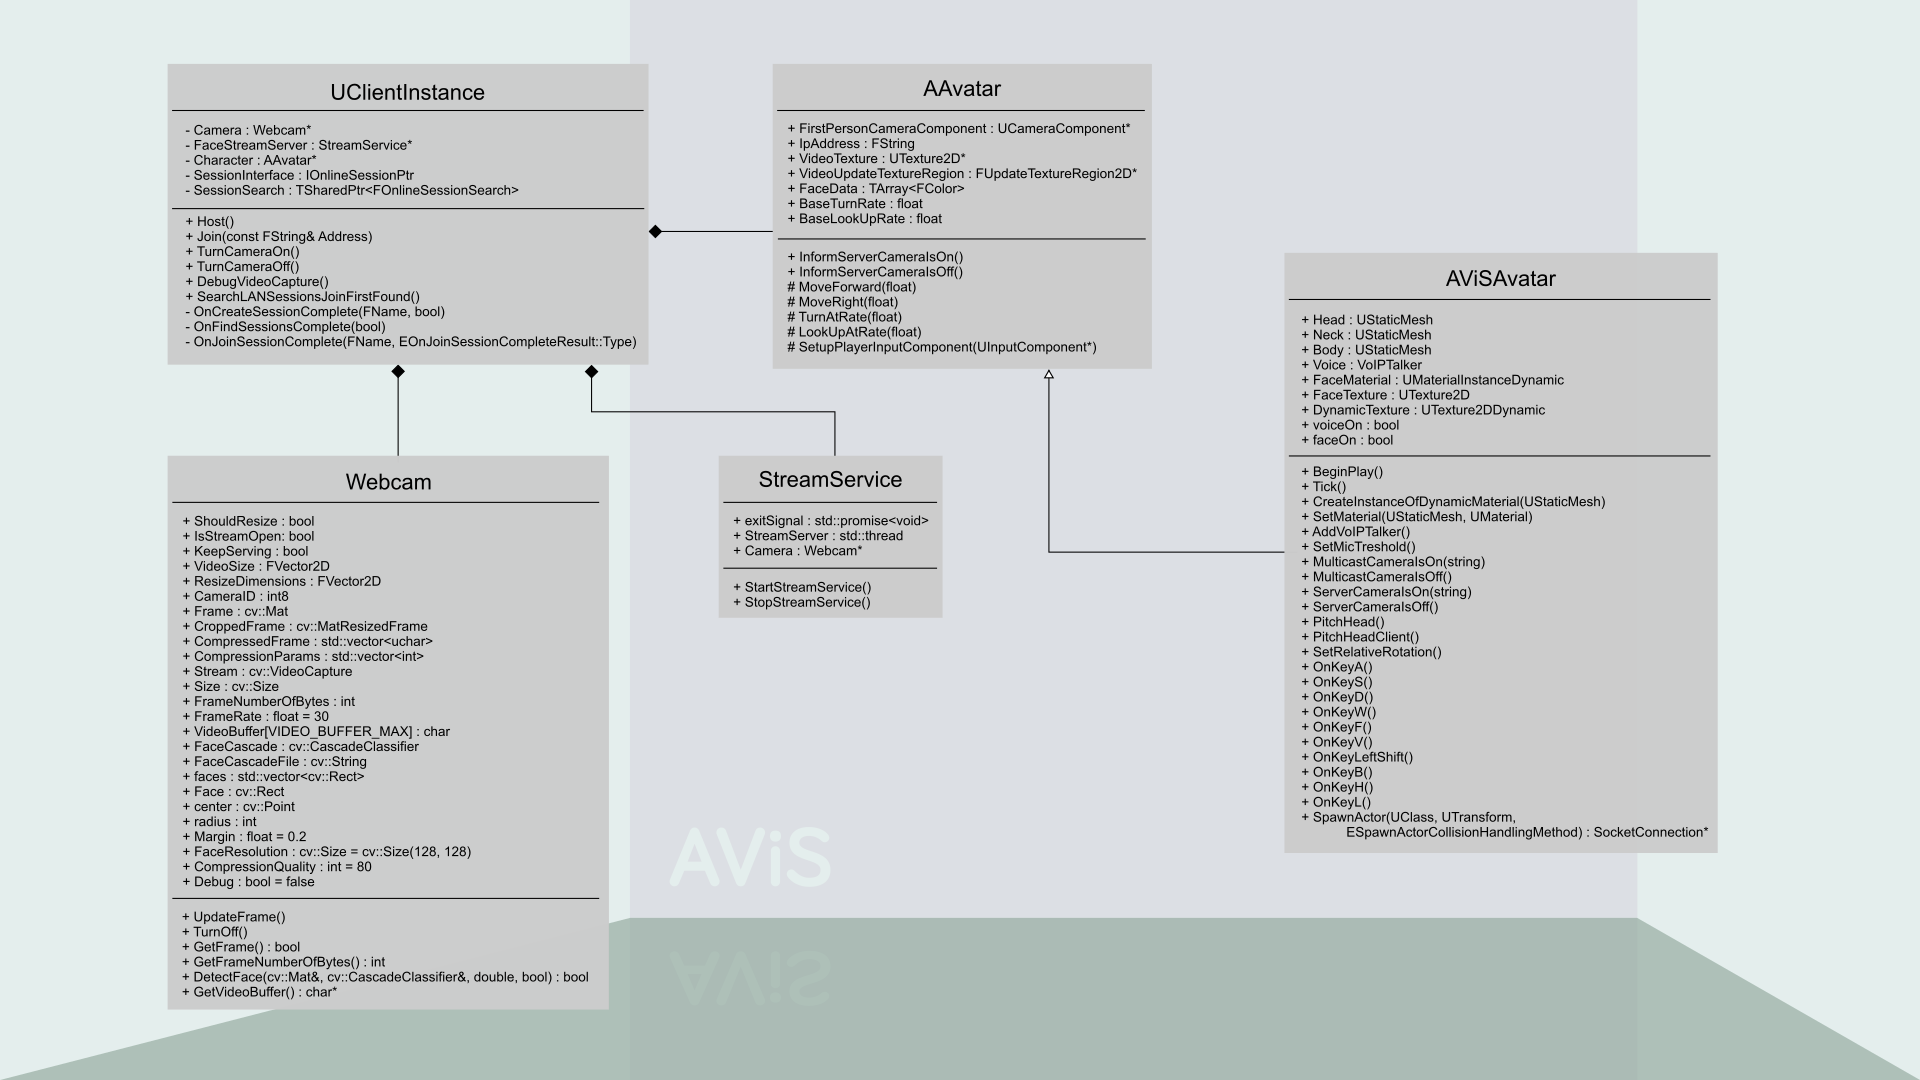 UClientInstance
- Camera : Webcam*
- FaceStreamServer : StreamService*
- Character : AAvatar*
- SessionInterface : IOnlineSessionPtr
- SessionSearch : TSharedPtr<FOnlineSessionSearch>
+ Host()
+ Join(const FString& Address)
+ TurnCameraOn()
+ TurnCameraOff()
+ DebugVideoCapture()
+ SearchLANSessionsJoinFirstFound()
- OnCreateSessionComplete(FName, bool)
- OnFindSessionsComplete(bool)
- OnJoinSessionComplete(FName, EOnJoinSessionCompleteResult::Type)
AAvatar
+ FirstPersonCameraComponent : UCameraComponent*
+ IpAddress : FString
+ VideoTexture : UTexture2D*
+ VideoUpdateTextureRegion : FUpdateTextureRegion2D*
+ FaceData : TArray<FColor>
+ BaseTurnRate : float
+ BaseLookUpRate : float
+ InformServerCameraIsOn()
+ InformServerCameraIsOff()
# MoveForward(float)
# MoveRight(float)
# TurnAtRate(float)
# LookUpAtRate(float)
# SetupPlayerInputComponent(UInputComponent*)
AViSAvatar
+ Head : UStaticMesh
+ Neck : UStaticMesh
+ Body : UStaticMesh
+ Voice : VoIPTalker
+ FaceMaterial : UMaterialInstanceDynamic
+ FaceTexture : UTexture2D
+ DynamicTexture : UTexture2DDynamic
+ voiceOn : bool
+ faceOn : bool
+ BeginPlay()
+ Tick()
+ CreateInstanceOfDynamicMaterial(UStaticMesh)
+ SetMaterial(UStaticMesh, UMaterial)
+ AddVoIPTalker()
+ SetMicTreshold()
+ MulticastCameraIsOn(string)
+ MulticastCameraIsOff()
+ ServerCameraIsOn(string)
+ ServerCameraIsOff()
+ PitchHead()
+ PitchHeadClient()
+ SetRelativeRotation()
+ OnKeyA()
+ OnKeyS()
+ OnKeyD()
+ OnKeyW()
+ OnKeyF()
+ OnKeyV()
+ OnKeyLeftShift()
+ OnKeyB()
+ OnKeyH()
+ OnKeyL()
+ SpawnActor(UClass, UTransform,
ESpawnActorCollisionHandlingMethod) : SocketConnection*
Webcam
+ ShouldResize : bool
+ IsStreamOpen: bool
+ KeepServing : bool
+ VideoSize : FVector2D
+ ResizeDimensions : FVector2D
+ CameraID : int8
+ Frame : cv::Mat
+ CroppedFrame : cv::MatResizedFrame
+ CompressedFrame : std::vector<uchar>
+ CompressionParams : std::vector<int>
+ Stream : cv::VideoCapture
+ Size : cv::Size
+ FrameNumberOfBytes : int
+ FrameRate : float = 30
+ VideoBuffer[VIDEO_BUFFER_MAX] : char
+ FaceCascade : cv::CascadeClassifier
+ FaceCascadeFile : cv::String
+ faces : std::vector<cv::Rect>
+ Face : cv::Rect
+ center : cv::Point
+ radius : int
+ Margin : float = 0.2
+ FaceResolution : cv::Size = cv::Size(128, 128)
+ CompressionQuality : int = 80
+ Debug : bool = false
+ UpdateFrame()
+ TurnOff()
+ GetFrame() : bool
+ GetFrameNumberOfBytes() : int
+ DetectFace(cv::Mat&, cv::CascadeClassifier&, double, bool) : bool
+ GetVideoBuffer() : char*
StreamService
+ exitSignal : std::promise<void>
+ StreamServer : std::thread
+ Camera : Webcam*
+ StartStreamService()
+ StopStreamService()
AViS